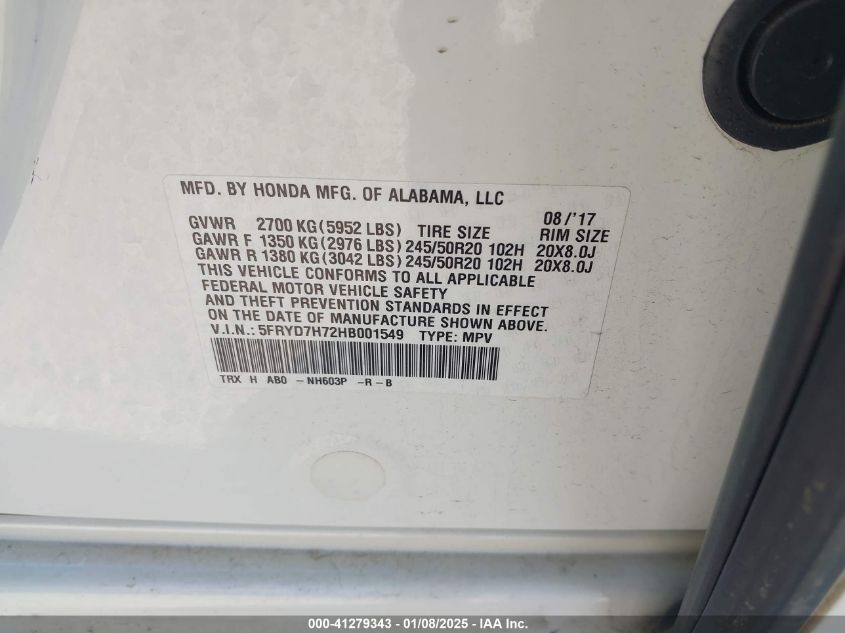 MFD. BY HONDA MFG. OF ALABAMA, LLC
08/'17
GVWR 2700 KG(5952 LBS) TIRE SIZE RIM SIZE
GAWR F 1350 KG(2976 LBS)245/50R20 102H 20X8.0J
GAWR R 1380 KG(3042 LBS)245/50R20 102H 20X8.0J
THIS VEHICLE CONFORMS TO ALL APPLICABLE
FEDERAL MOTOR VEHICLE SAFETY
AND THEFT PREVENTION STANDARDS IN EFFECT
ON THE DATE OF MANUFACTURE SHOWN ABOVE.
V.I.N.: 5FRYD7H72HB001549 TYPE: MPV
TRX H AB0 -NH603P -R-B
000-41279343 - 01/08/2025 - IAA Inc.